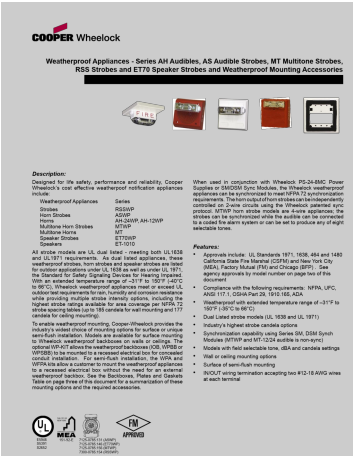 COOPER Wheelock
Weatherproof Appliances - Series AH Audibles, AS Audible Strobes, MT Multitone Strobes,
RSS Strobes and ET70 Speaker Strobes and Weatherproof Mounting Accessories
FIRE
Description:
Designed for life safety, performance and reliability, Cooper
Wheelock's cost effective weatherproof notification appliances
include:
Weatherproof Appliances Series
Strobes RSSWP
Horn Strobes ASWP
Horns AH-24WP, AH-12WP
Multitone Horn Strobes MTWP
Multitone Horns MT
Speaker Strobes ET70WP
Speakers ET-1010
All strobe models are UL dual listed - meeting both UL1638
and UL1971 requirements. As dual listed appliances, these
weatherproof strobes, horn strobes and speaker strobes are listed
for outdoor applications under UL 1638 as well as under UL 1971,
the Standard for Safety Signaling Devices for Hearing Impaired.
With an extended temperature range of –31°F to 150°F (-40°C
to 66°C), Wheelock weatherproof appliances meet or exceed UL
outdoor test requirements for rain, humidity and corrosion resistance
while providing multiple strobe intensity options, including the
highest strobe ratings available for area coverage per NFPA 72
strobe spacing tables (up to 185 candela for wall mounting and 177
candela for ceiling mounting).
To enable weatherproof mounting, Cooper-Wheelock provides the
industry's widest choice of mounting options for surface or unique
semi-flush installation. Models are available for surface mounting
to Wheelock weatherproof backboxes on walls or ceilings. The
optional WP-KIT allows the weatherproof backboxes (IOB, WPBB or
WPSBB) to be mounted to a recessed electrical box for concealed
conduit installation. For semi-flush installation, the WPA and
WFPA kits allow a customer to mount the weatherproof appliances
to a recessed electrical box without the need for an external
weatherproof backbox. See the Backboxes, Plates and Gaskets
Table on page three of this document for a summarization of these
mounting options and the required accessories.
When used in conjunction with Wheelock PS-24-8MC Power
Supplies or SM/DSM Sync Modules, the Wheelock weatherproof
appliances can be synchronized to meet NFPA 72 synchronization
requirements. The horn output of horn strobes can be independently
controlled on 2-wire circuits using the Wheelock patented sync
protocol. MTWP horn strobe models are 4-wire appliances; the
strobes can be synchronized while the audible can be connected
to a coded fire alarm system or can be set to produce any of eight
selectable tones.
Features:
• Approvals include: UL Standards 1971, 1638, 464 and 1480
California State Fire Marshal (CSFM) and New York City
(MEA), Factory Mutual (FM) and Chicago (BFP). See
agency approvals by model number on page two of this
document
• Compliance with the following requirements: NFPA, UFC,
ANSI 117.1, OSHA Part 29, 1910.165, ADA
• Weatherproof with extended temperature range of –31°F to
150°F (-35°C to 66°C)
• Dual Listed strobe models (UL 1638 and UL 1971)
• Industry's highest strobe candela options
• Synchronization capability using Series SM, DSM Synch
Modules (MTWP and MT-12/24 audible is non-sync)
• Models with field selectable tone, dBA and candela settings
• Wall or ceiling mounting options
• Surface of semi-flush mounting
• IN/OUT wiring termination accepting two #12-18 AWG wires
at each terminal
UL
MEA
FM
APPROVED